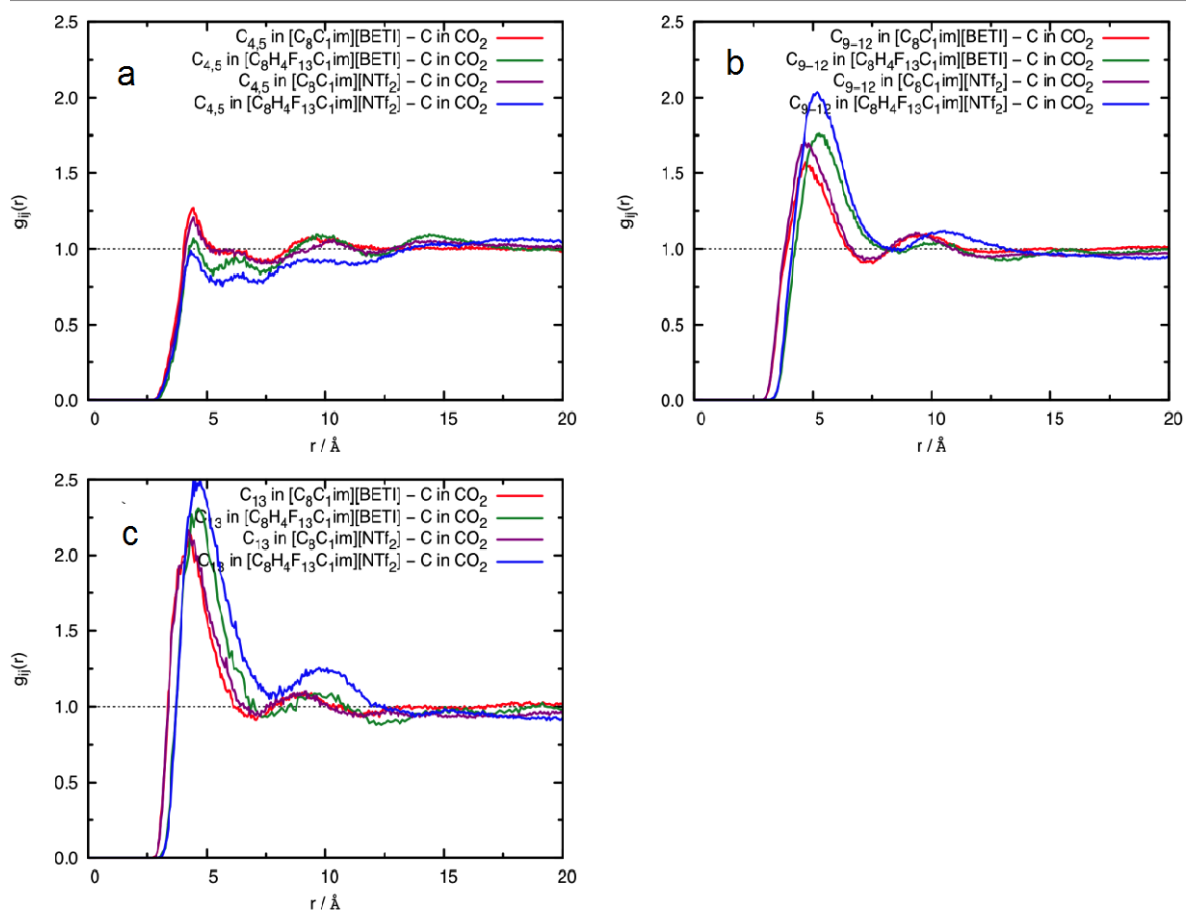 a
C4,5 in [C8C1im][BETI] – C in CO2
C4,5 in [C8H4F13C1im][BETI] – C in CO2
C4,5 in [C8C1im][NTf2] – C in CO2
C4,5 in [C8H4F13C1im][NTf2] – C in CO2
2.5
2.0
1.5
1.0
0.5
0.0
gij(r)
0 5 10 15 20
r / Å
b
C9–12 in [C8C1im][BETI] – C in CO2
C9–12 in [C8H4F13C1im][BETI] – C in CO2
C9–12 in [C8C1im][NTf2] – C in CO2
C9–12 in [C8H4F13C1im][NTf2] – C in CO2
2.5
2.0
1.5
1.0
0.5
0.0
gij(r)
0 5 10 15 20
r / Å
c
C13 in [C8C1im][BETI] – C in CO2
C13 in [C8H4F13C1im][BETI] – C in CO2
C13 in [C8C1im][NTf2] – C in CO2
C13 in [C8H4F13C1im][NTf2] – C in CO2
2.5
2.0
1.5
1.0
0.5
0.0
gij(r)
0 5 10 15 20
r / Å